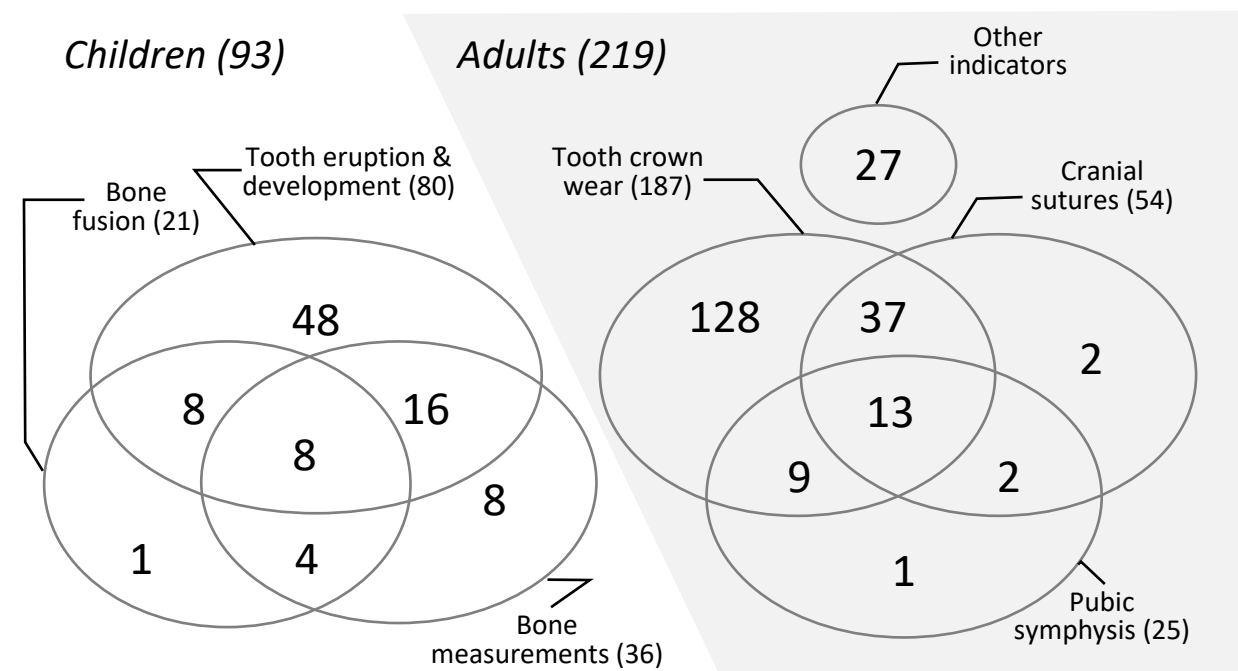 Children (93)
Adults (219)
Other
indicators
27
Tooth eruption &
development (80)
Bone
fusion (21)
Tooth crown
wear (187)
Cranial
sutures (54)
48
8
16
8
8
1
4
Bone
measurements (36)
128
37
2
13
9
2
1
Pubic
symphysis (25)